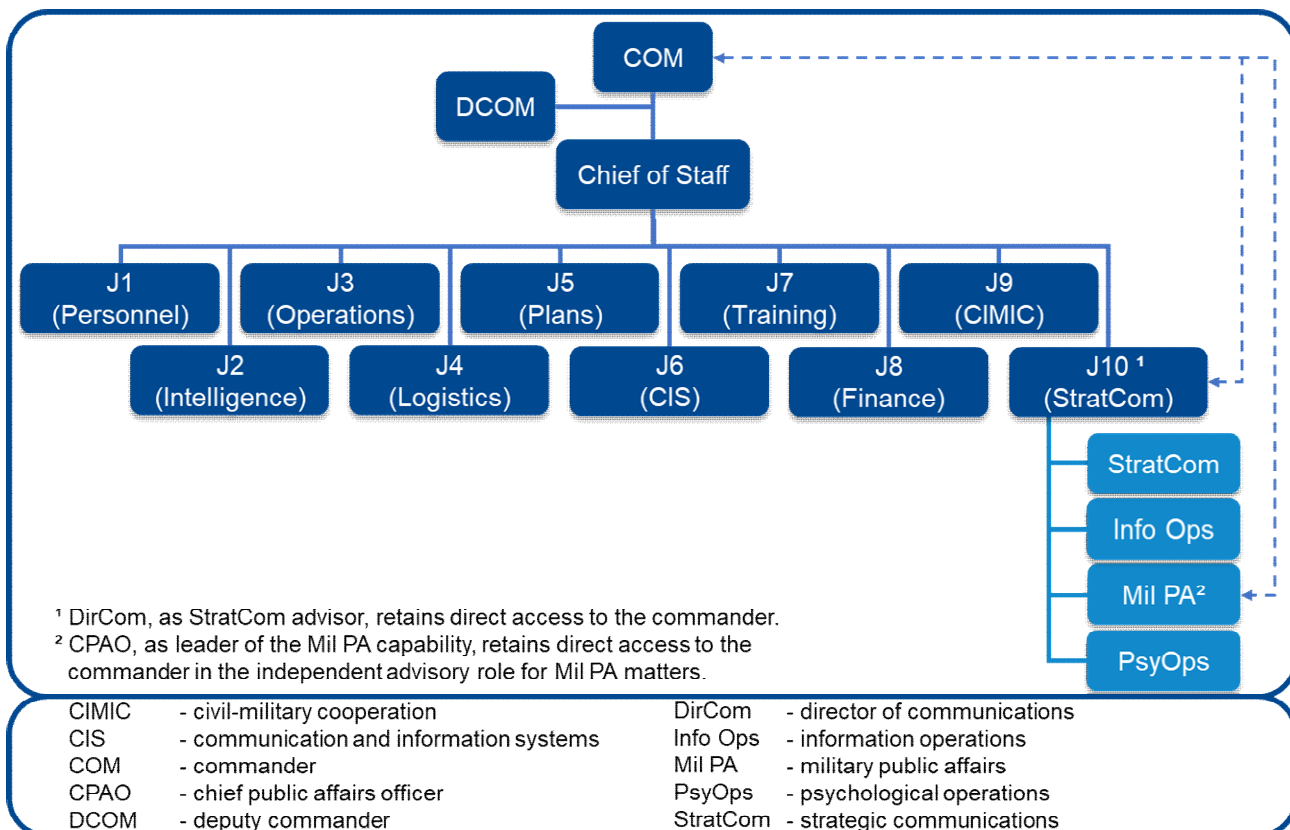 COM
DCOM
Chief of Staff
J1
(Personnel)
J3
(Operations)
J5
(Plans)
J7
(Training)
J9
(CIMIC)
J2
(Intelligence)
J4
(Logistics)
J6
(CIS)
J8
(Finance)
J10 ¹
(StratCom)
StratCom
Info Ops
Mil PA²
PsyOps
¹ DirCom, as StratCom advisor, retains direct access to the commander.
² CPAO, as leader of the Mil PA capability, retains direct access to the
commander in the independent advisory role for Mil PA matters.
CIMIC - civil-military cooperation
CIS - communication and information systems
COM - commander
CPAO - chief public affairs officer
DCOM - deputy commander
DirCom - director of communications
Info Ops - information operations
Mil PA - military public affairs
PsyOps - psychological operations
StratCom - strategic communications